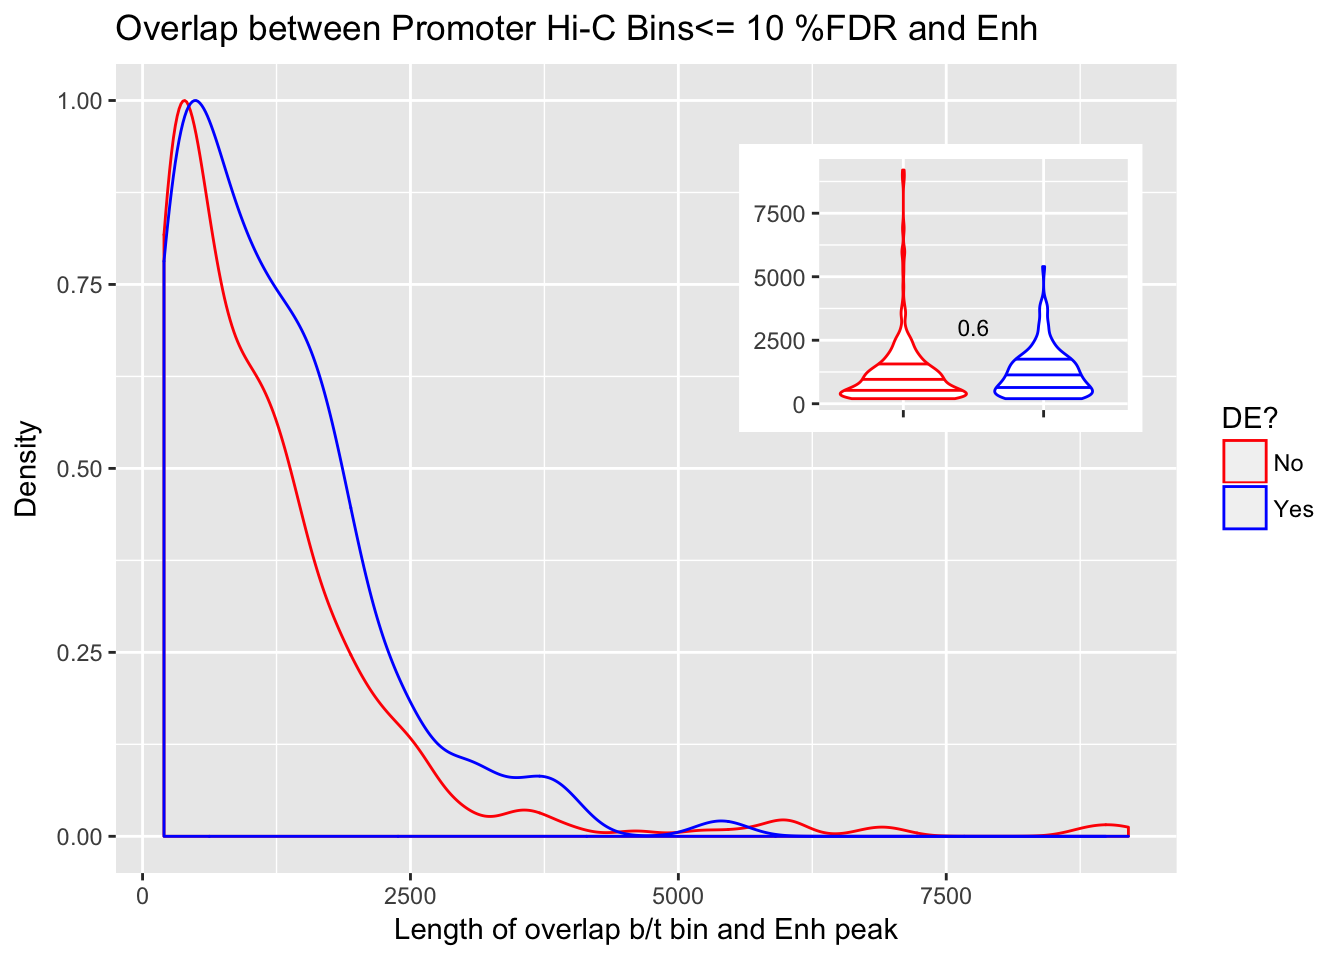 Overlap between Promoter Hi-C Bins<= 10 %FDR and Enh
1.00
0.75
0.50
0.25
0.00
Density
0
2500
5000
7500
Length of overlap b/t bin and Enh peak
7500
5000
2500
0
0.6
DE?
No
Yes